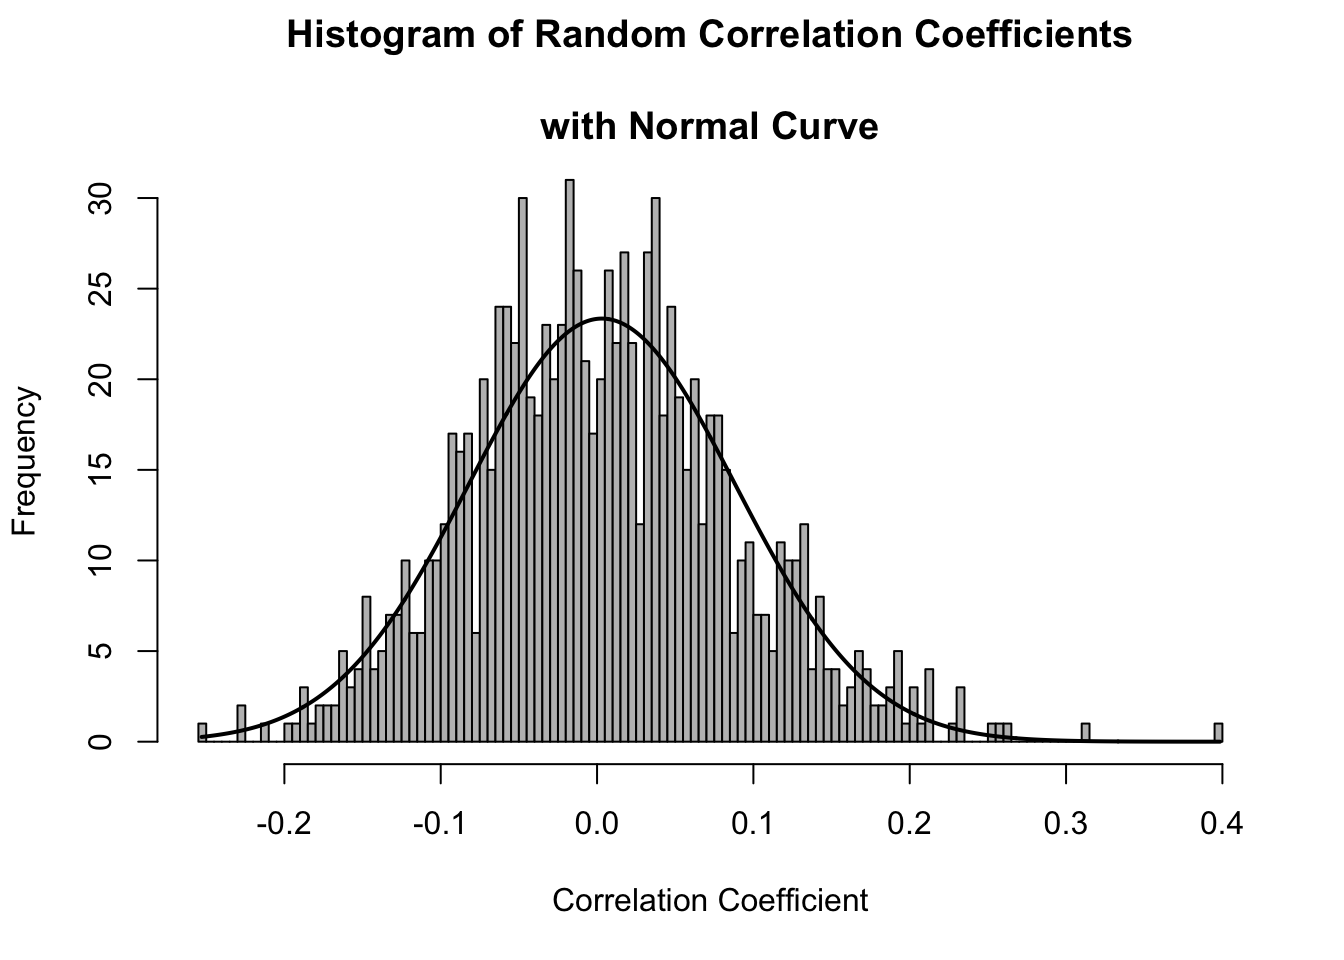 Histogram of Random Correlation Coefficients
with Normal Curve
30
25
20
15
10
5
0
Frequency
-0.2 -0.1 0.0 0.1 0.2 0.3 0.4
Correlation Coefficient